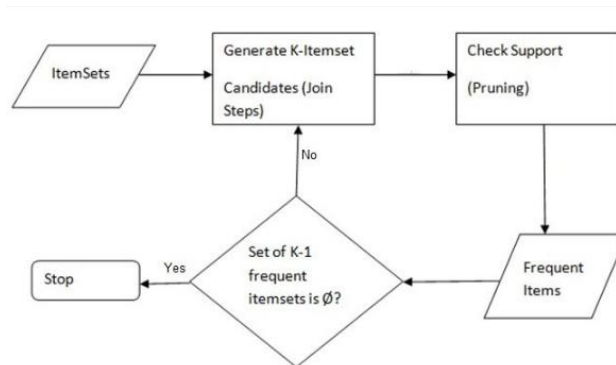 ItemSets
Generate K-Itemset
Candidates (Join
Steps)
Check Support
(Pruning)
No
Set of K-1
frequent
itemsets is Ø?
Yes
Stop
Frequent
Items